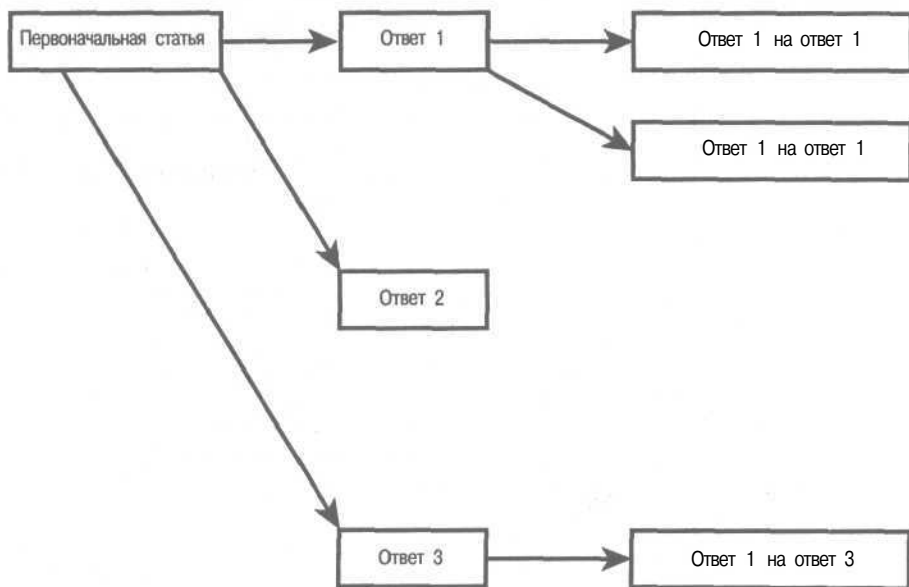 Первоначальная статья
Ответ 1
Ответ 1 на ответ 1
Ответ 1 на ответ 1
Ответ 2
Ответ 3
Ответ 1 на ответ 3